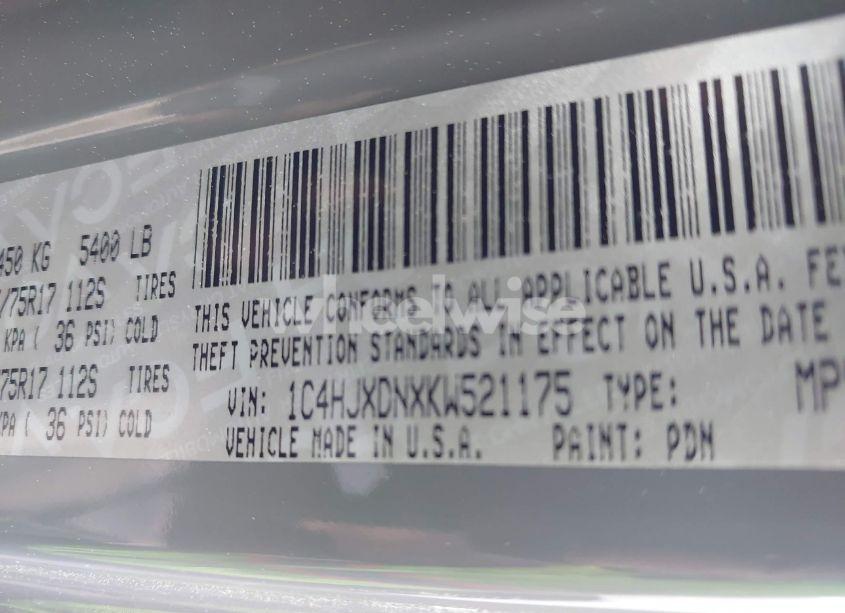 450 KG 5400 LB
/75R17 112S TIRES
KPA ( 36 PSI) COLD
75R17 112S TIRES
KPA ( 36 PSI) COLD
THIS VEHICLE CONFORMS TO ALL APPLICABLE U.S.A. FE
THEFT PREVENTION STANDARDS IN EFFECT ON THE DATE
VIN: 1C4HJXDNXKW521175 TYPE: MP
VEHICLE MADE IN U.S.A. PAINT: PDN
wheelwise